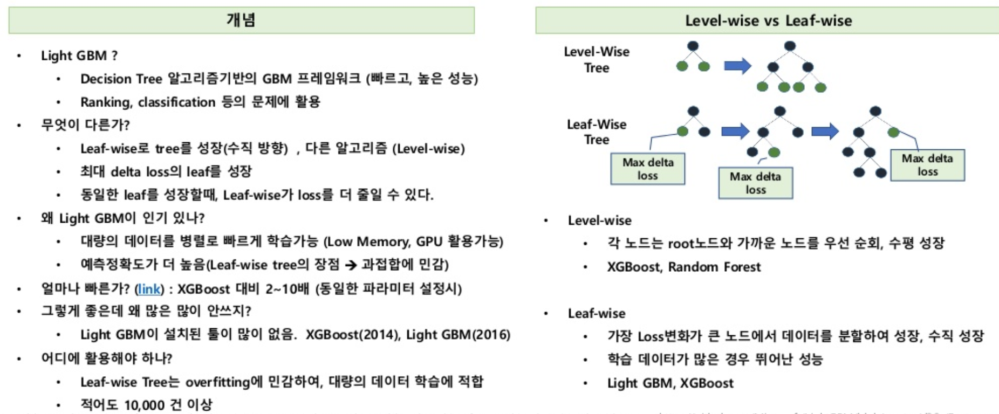 개념
• Light GBM ?
• Decision Tree 알고리즘기반의 GBM 프레임워크 (빠르고, 높은 성능)
• Ranking, classification 등의 문제에 활용
• 무엇이 다른가?
• Leaf-wise로 tree를 성장(수직 방향) , 다른 알고리즘 (Level-wise)
• 최대 delta loss의 leaf를 성장
• 동일한 leaf를 성장할때, Leaf-wise가 loss를 더 줄일 수 있다.
• 왜 Light GBM이 인기 있나?
• 대량의 데이터를 병렬로 빠르게 학습가능 (Low Memory, GPU 활용가능)
• 예측정확도가 더 높음(Leaf-wise tree의 장점 ➔ 과접합에 민감)
• 얼마나 빠른가? (link) : XGBoost 대비 2~10배 (동일한 파라미터 설정시)
• 그렇게 좋은데 왜 많은 많이 안쓰지?
• Light GBM이 설치된 툴이 많이 없음. XGBoost(2014), Light GBM(2016)
• 어디에 활용해야 하나?
• Leaf-wise Tree는 overfitting에 민감하여, 대량의 데이터 학습에 적합
• 적어도 10,000 건 이상
Level-wise vs Leaf-wise
Level-Wise
Tree
Leaf-Wise
Tree
Max delta
loss
Max delta
loss
Max delta
loss
• Level-wise
• 각 노드는 root노드와 가까운 노드를 우선 순회, 수평 성장
• XGBoost, Random Forest
• Leaf-wise
• 가장 Loss변화가 큰 노드에서 데이터를 분할하여 성장, 수직 성장
• 학습 데이터가 많은 경우 뛰어난 성능
• Light GBM, XGBoost